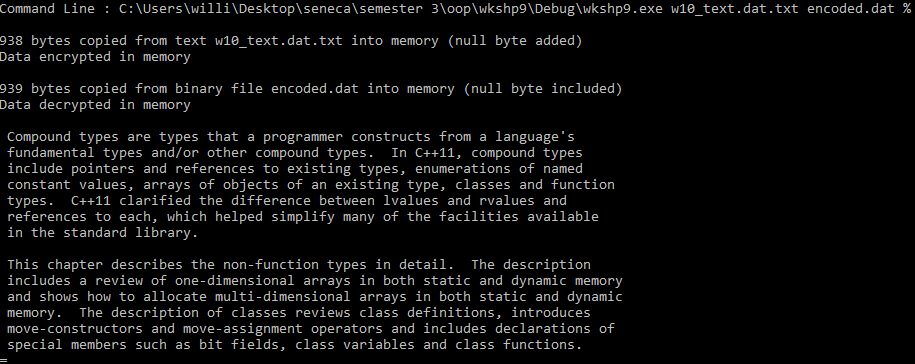 Command Line : C:\Users\willi\Desktop\seneca\semester 3\oop\wkshp9\Debug\wkshp9.exe w10_text.dat.txt encoded.dat %
938 bytes copied from text w10_text.dat.txt into memory (null byte added)
Data encrypted in memory
939 bytes copied from binary file encoded.dat into memory (null byte included)
Data decrypted in memory
Compound types are types that a programmer constructs from a language's
fundamental types and/or other compound types.  In C++11, compound types
include pointers and references to existing types, enumerations of named
constant values, arrays of objects of an existing type, classes and function
types.  C++11 clarified the difference between lvalues and rvalues and
references to each, which helped simplify many of the facilities available
in the standard library.
This chapter describes the non-function types in detail.  The description
includes a review of one-dimensional arrays in both static and dynamic memory
and shows how to allocate multi-dimensional arrays in both static and dynamic
memory.  The description of classes reviews class definitions, introduces
move-constructors and move-assignment operators and includes declarations of
special members such as bit fields, class variables and class functions.
=